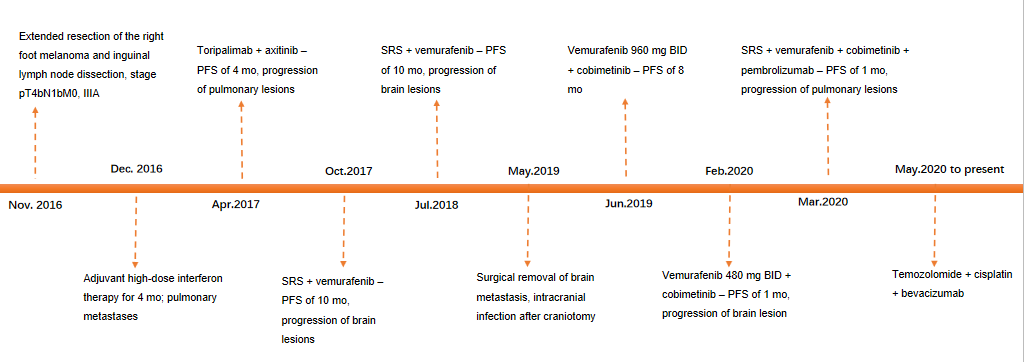 Extended resection of the right
foot melanoma and inguinal
lymph node dissection, stage
pT4bN1bM0, IIIA
Toripalimab + axitinib –
PFS of 4 mo, progression
of pulmonary lesions
SRS + vemurafenib – PFS
of 10 mo, progression of
brain lesions
Vemurafenib 960 mg BID
+ cobimetinib – PFS of 8
mo
SRS + vemurafenib + cobimetinib +
pembrolizumab – PFS of 1 mo,
progression of pulmonary lesions
Dec. 2016
Oct.2017
May.2019
Feb.2020
May.2020 to present
Nov. 2016
Apr.2017
Jul.2018
Jun.2019
Mar.2020
Adjuvant high-dose interferon
therapy for 4 mo; pulmonary
metastases
SRS + vemurafenib –
PFS of 10 mo,
progression of brain
lesions
Surgical removal of brain
metastasis, intracranial
infection after craniotomy
Vemurafenib 480 mg BID +
cobimetinib – PFS of 1 mo,
progression of brain lesion
Temozolomide + cisplatin
+ bevacizumab